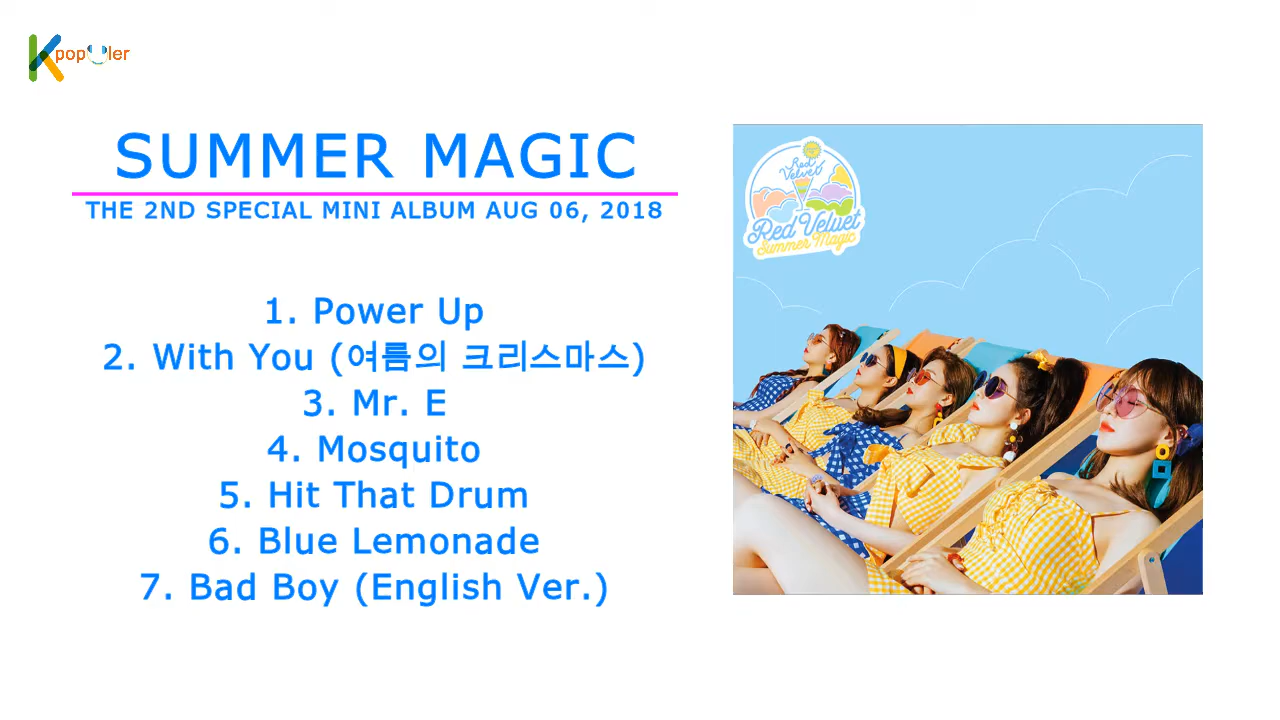 Kpopuler
SUMMER MAGIC
THE 2ND SPECIAL MINI ALBUM AUG 06, 2018
1. Power Up
2. With You (여름의 크리스마스)
3. Mr. E
4. Mosquito
5. Hit That Drum
6. Blue Lemonade
7. Bad Boy (English Ver.)
Red
Velvet
Red Velvet
Summer Magic